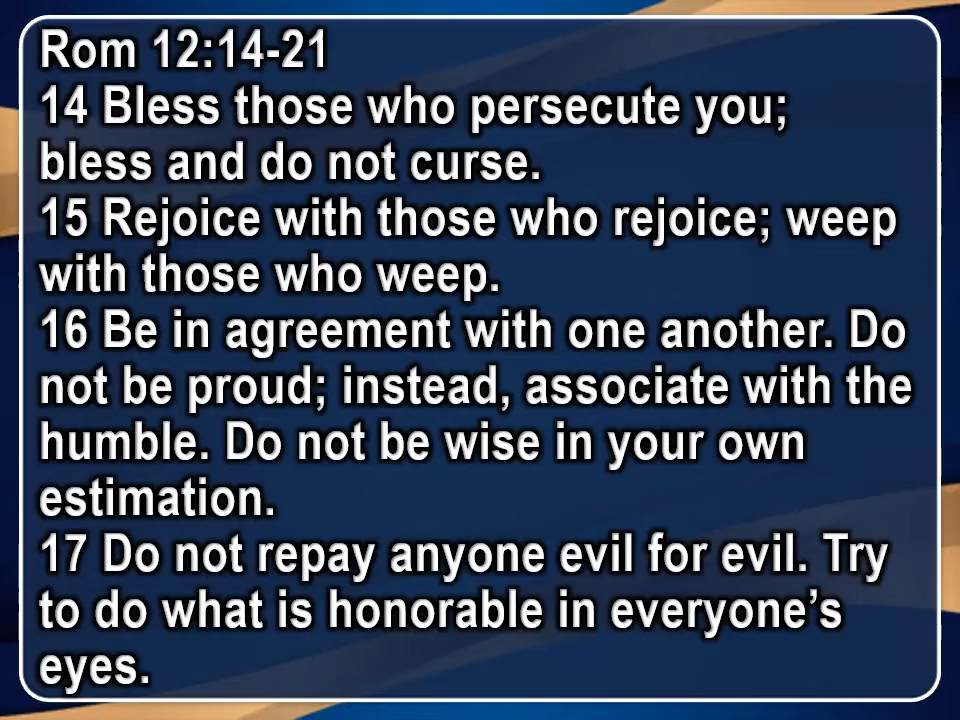 Rom 12:14-21
14 Bless those who persecute you;
bless and do not curse.
15 Rejoice with those who rejoice; weep
with those who weep.
16 Be in agreement with one another. Do
not be proud; instead, associate with the
humble. Do not be wise in your own
estimation.
17 Do not repay anyone evil for evil. Try
to do what is honorable in everyone’s
eyes.